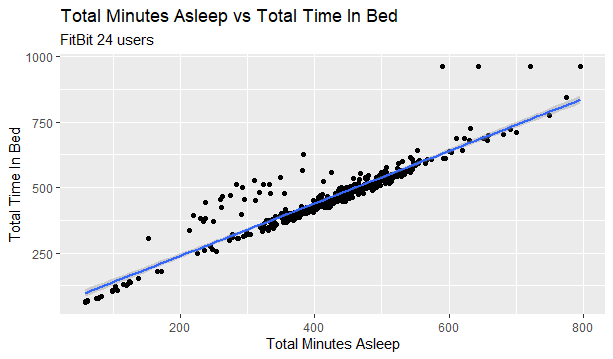 Total Minutes Asleep vs Total Time In Bed
FitBit 24 users
1000
750
500
250
Total Time In Bed
200
400
600
800
Total Minutes Asleep